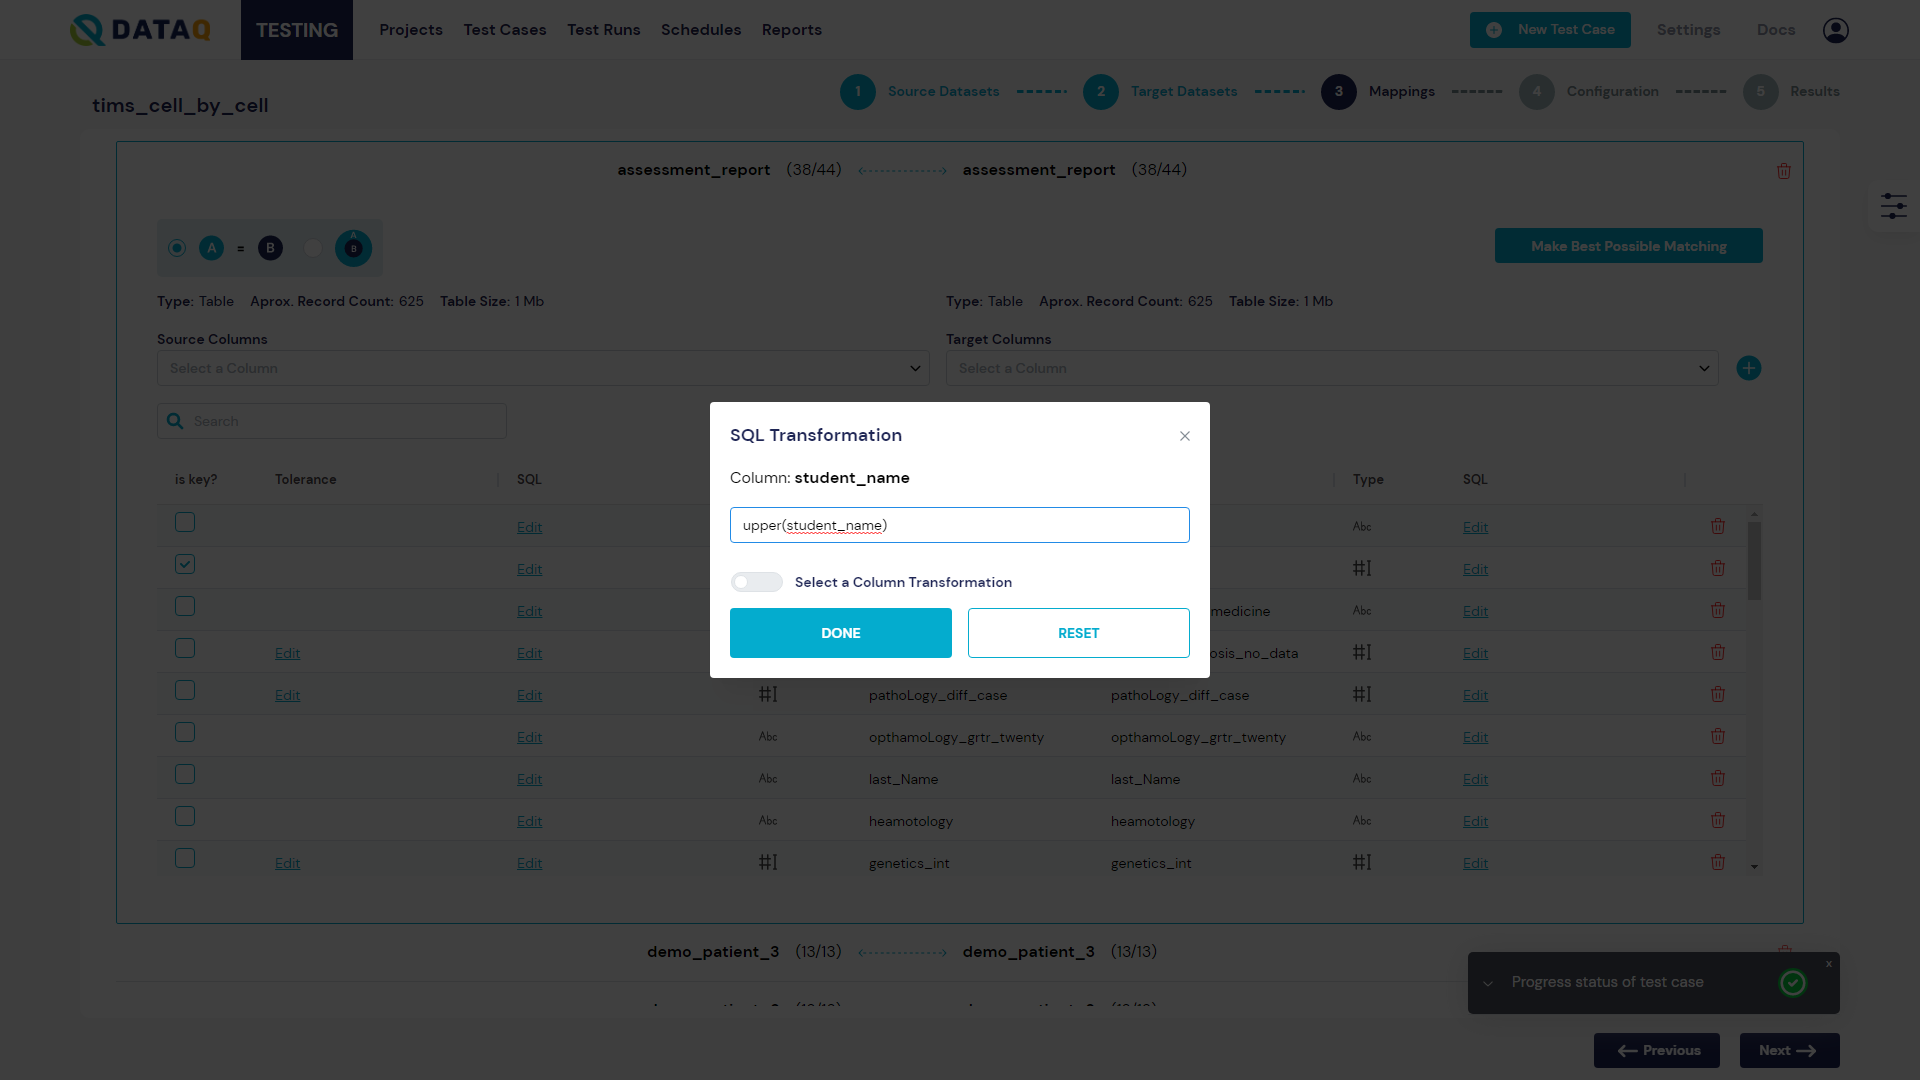 DATAQ
TESTING
Projects
Test Cases
Test Runs
Schedules
Reports
New Test Case
Settings
Docs
tims_cell_by_cell
1 Source Datasets
2 Target Datasets
3 Mappings
4 Configuration
5 Results
assessment_report (38/44)
assessment_report (38/44)
A = B
A
B
Make Best Possible Matching
Type: Table Aprox. Record Count: 625 Table Size: 1 Mb
Type: Table Aprox. Record Count: 625 Table Size: 1 Mb
Source Columns
Target Columns
Select a Column
Select a Column
Search
is key? Tolerance SQL Type SQL
SQL Transformation
Column: student_name
upper(student_name)
Select a Column Transformation
DONE
RESET
Edit Abc Edit
Edit Edit
Edit medicine Abc Edit
Edit Edit osis_no_data Edit
Edit Edit pathoLogy_diff_case pathoLogy_diff_case Edit
Edit Abc opthamoLogy_grtr_twenty opthamoLogy_grtr_twenty Abc Edit
Edit Abc last_Name last_Name Abc Edit
Edit Abc heamotology heamotology Abc Edit
Edit Edit genetics_int genetics_int Edit
demo_patient_3 (13/13)
demo_patient_3 (13/13)
x
Progress status of test case
Previous
Next